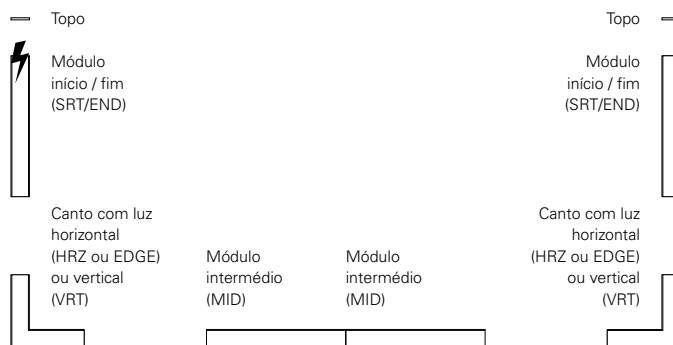 Topo
Topo
Módulo
início / fim
(SRT/END)
Módulo
início / fim
(SRT/END)
Canto com luz
horizontal
(HRZ ou EDGE)
ou vertical
(VRT)
Módulo
intermédio
(MID)
Módulo
intermédio
(MID)
Canto com luz
horizontal
(HRZ ou EDGE)
ou vertical
(VRT)